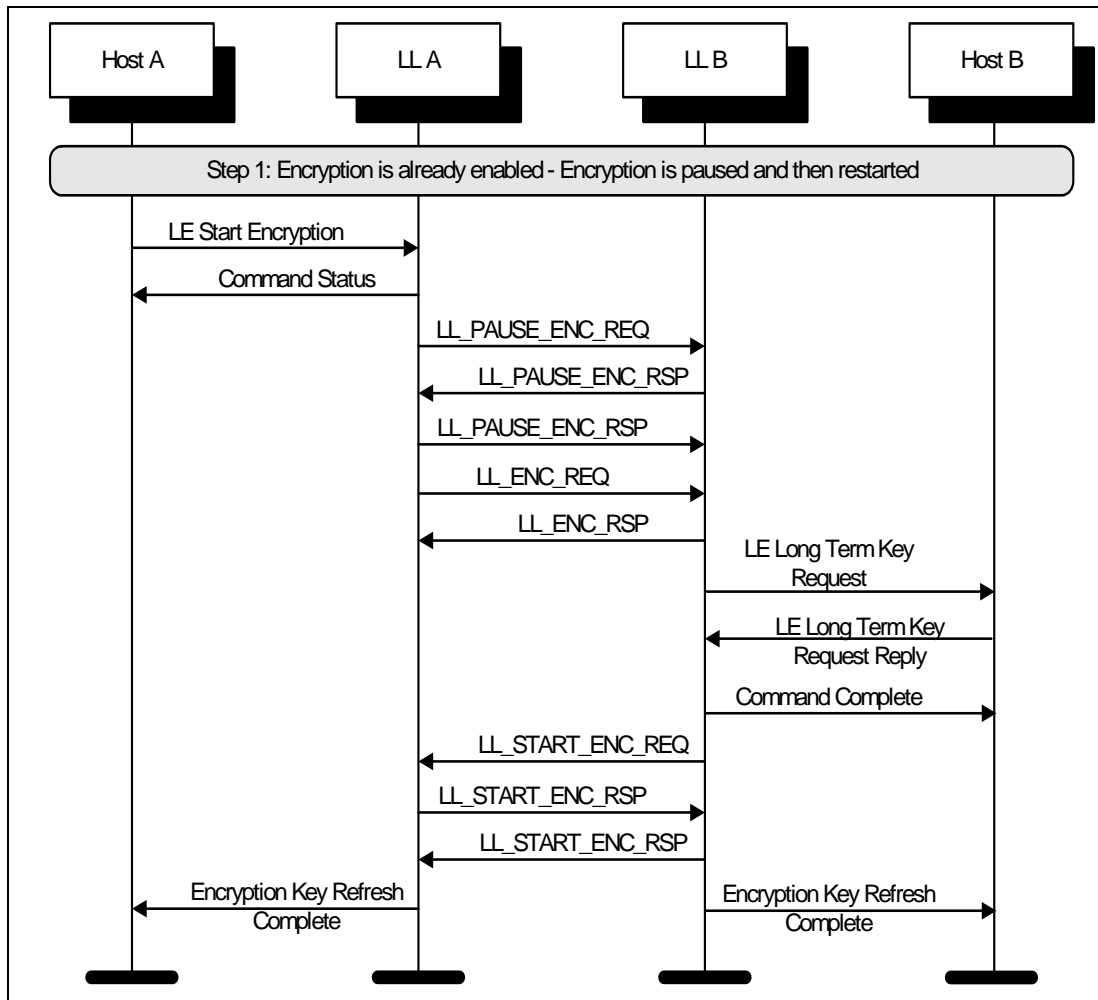 Host A
LL A
LL B
Host B
Step 1: Encryption is already enabled - Encryption is paused and then restarted
LE Start Encryption
Command Status
LL_PAUSE_ENC_REQ
LL_PAUSE_ENC_RSP
LL_PAUSE_ENC_RSP
LL_ENC_REQ
LL_ENC_RSP
LE Long Term Key
Request
LE Long Term Key
Request Reply
Command Complete
LL_START_ENC_REQ
LL_START_ENC_RSP
LL_START_ENC_RSP
Encryption Key Refresh
Complete
Encryption Key Refresh
Complete